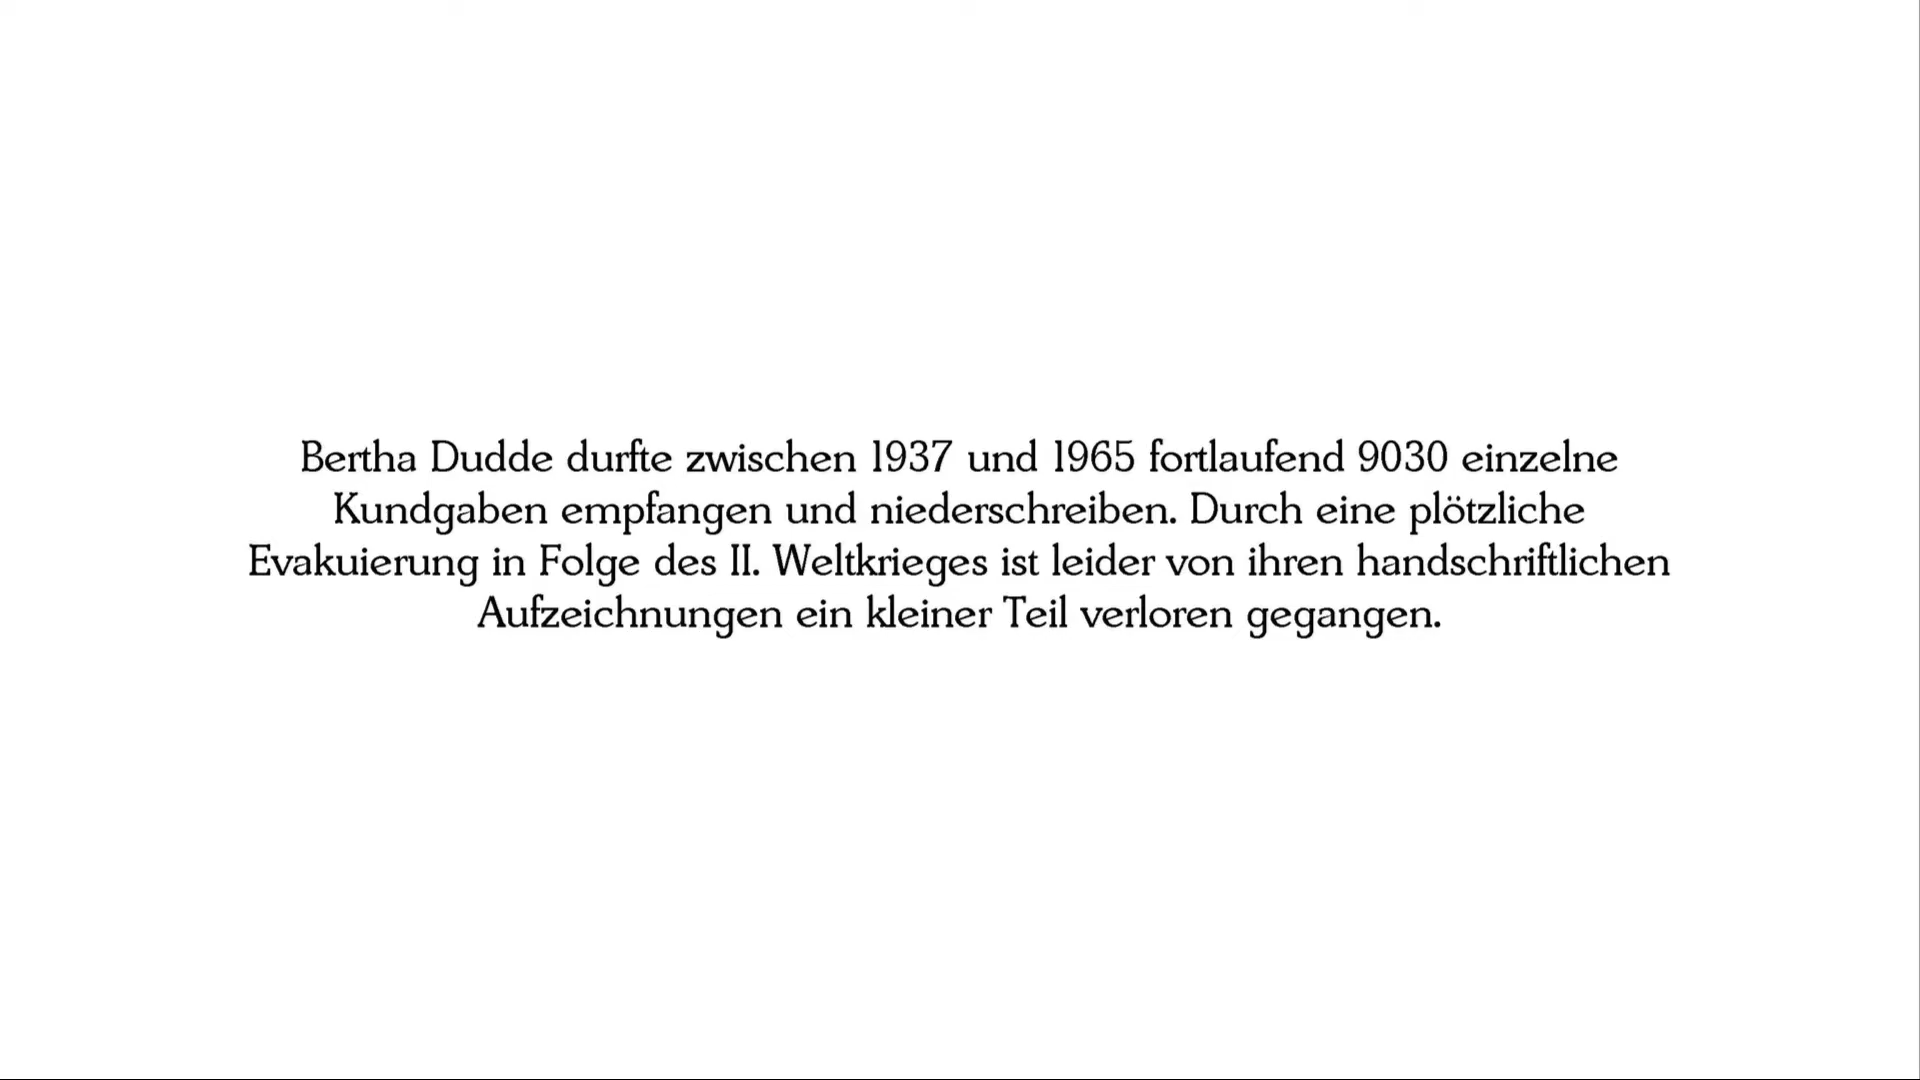 Bertha Dudde durfte zwischen 1937 und 1965 fortlaufend 9030 einzelne
Kundgaben empfangen und niederschreiben. Durch eine plötzliche
Evakuierung in Folge des II. Weltkrieges ist leider von ihren handschriftlichen
Aufzeichnungen ein kleiner Teil verloren gegangen.